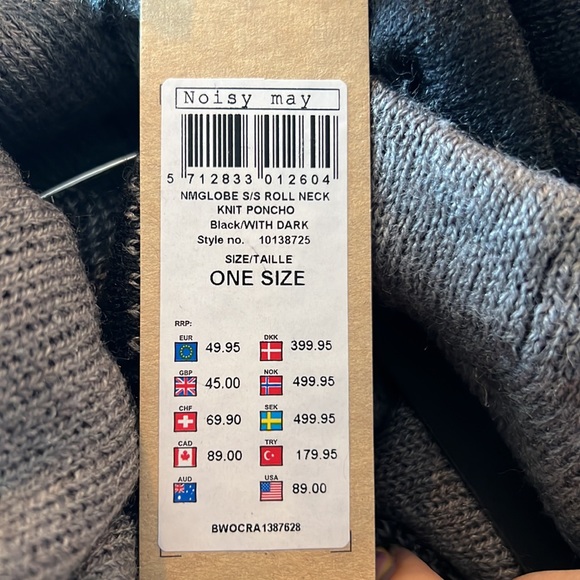 Noisy may
5 712833 012604
NMGLOBE S/S ROLL NECK
KNIT PONCHO
Black/WITH DARK
Style no. 10138725
SIZE/TAILLE
ONE SIZE
RRP:
EUR 49.95 DKK 399.95
GBP 45.00 NOK 499.95
CHF 69.90 SEK 499.95
CAD 89.00 TRY 179.95
AUD USA 89.00
BWOCRA1387628